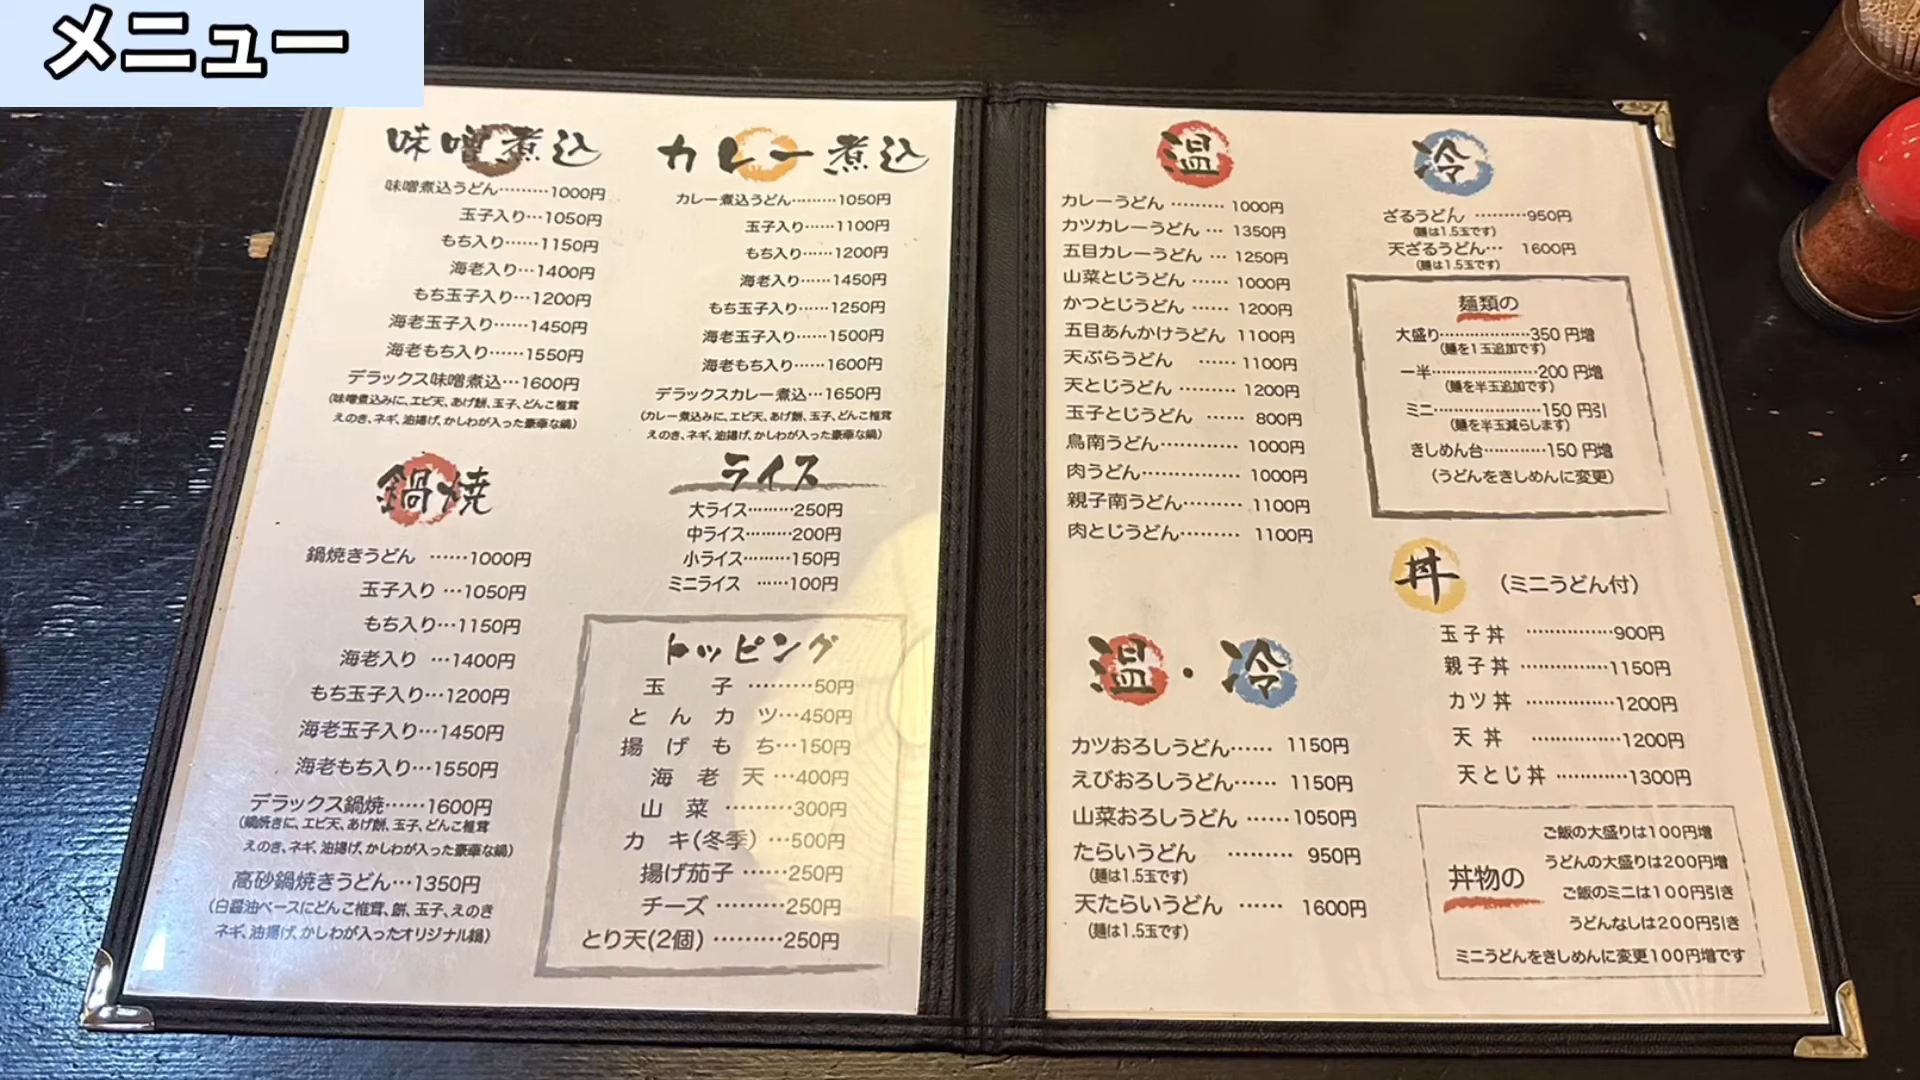 メニュー
味噌煮込
味噌煮込うどん………1000円
玉子入り…1050円
もち入り……1150円
海老入り…1400円
もち玉子入り…1200円
海老玉子入り……1450円
海老もち入り……1550円
デラックス味噌煮込…1600円
(味噌煮込みに、エビ天、あげ餅、玉子、どんこ椎茸
えのき、ネギ、油揚げ、かしわが入った豪華な鍋)
鍋焼
鍋焼きうどん ……1000円
玉子入り …1050円
もち入り…1150円
海老入り …1400円
もち玉子入り…1200円
海老玉子入り…1450円
海老もち入り…1550円
デラックス鍋焼……1600円
(鍋焼きに、エビ天、あげ餅、玉子、どんこ椎茸
えのき、ネギ、油揚げ、かしわが入った豪華な鍋)
高砂鍋焼きうどん…1350円
(白醤油ベースにどんこ椎茸、餅、玉子、えのき
ネギ、油揚げ、かしわが入ったオリジナル鍋)
カレー煮込
カレー煮込うどん………1050円
玉子入り……1100円
もち入り……1200円
海老入り……1450円
もち玉子入り……1250円
海老玉子入り……1500円
海老もち入り……1600円
デラックスカレー煮込…1650円
(カレー煮込みに、エビ天、あげ餅、玉子、どんこ椎茸
えのき、ネギ、油揚げ、かしわが入った豪華な鍋)
ライス
大ライス………250円
中ライス………200円
小ライス………150円
ミニライス ……100円
トッピング
玉子 ………50円
とんカツ…450円
揚げもち…150円
海老天 …400円
山菜 ………300円
カキ(冬季) …500円
揚げ茄子 ……250円
チーズ ………250円
とり天(2個) ………250円
温
カレーうどん ……… 1000円
カツカレーうどん … 1350円
五目カレーうどん … 1250円
山菜とじうどん …… 1000円
かつとじうどん …… 1200円
五目あんかけうどん 1100円
天ぷらうどん …… 1100円
天とじうどん ……… 1200円
玉子とじうどん …… 800円
鳥南うどん………… 1000円
肉うどん…………… 1000円
親子南うどん……… 1100円
肉とじうどん……… 1100円
温・冷
カツおろしうどん…… 1150円
えびおろしうどん…… 1150円
山菜おろしうどん ……1050円
たらいうどん ……… 950円
(麺は1.5玉です)
天たらいうどん …… 1600円
(麺は1.5玉です)
冷
ざるうどん ………950円
(麺は1.5玉です)
天ざるうどん… 1600円
(麺は1.5玉です)
麺類の
大盛り………………350 円増
(麺を1玉追加です)
一半…………………200 円増
(麺を半玉追加です)
ミニ…………………150 円引
(麺を半玉減らします)
きしめん台…………150 円増
(うどんをきしめんに変更)
丼 (ミニうどん付)
玉子丼 ……………900円
親子丼 ……………1150円
カツ丼 ……………1200円
天丼 ……………1200円
天とじ丼 …………1300円
丼物の
ご飯の大盛りは100円増
うどんの大盛りは200円増
ご飯のミニは100円引き
うどんなしは200円引き
ミニうどんをきしめんに変更100円増です